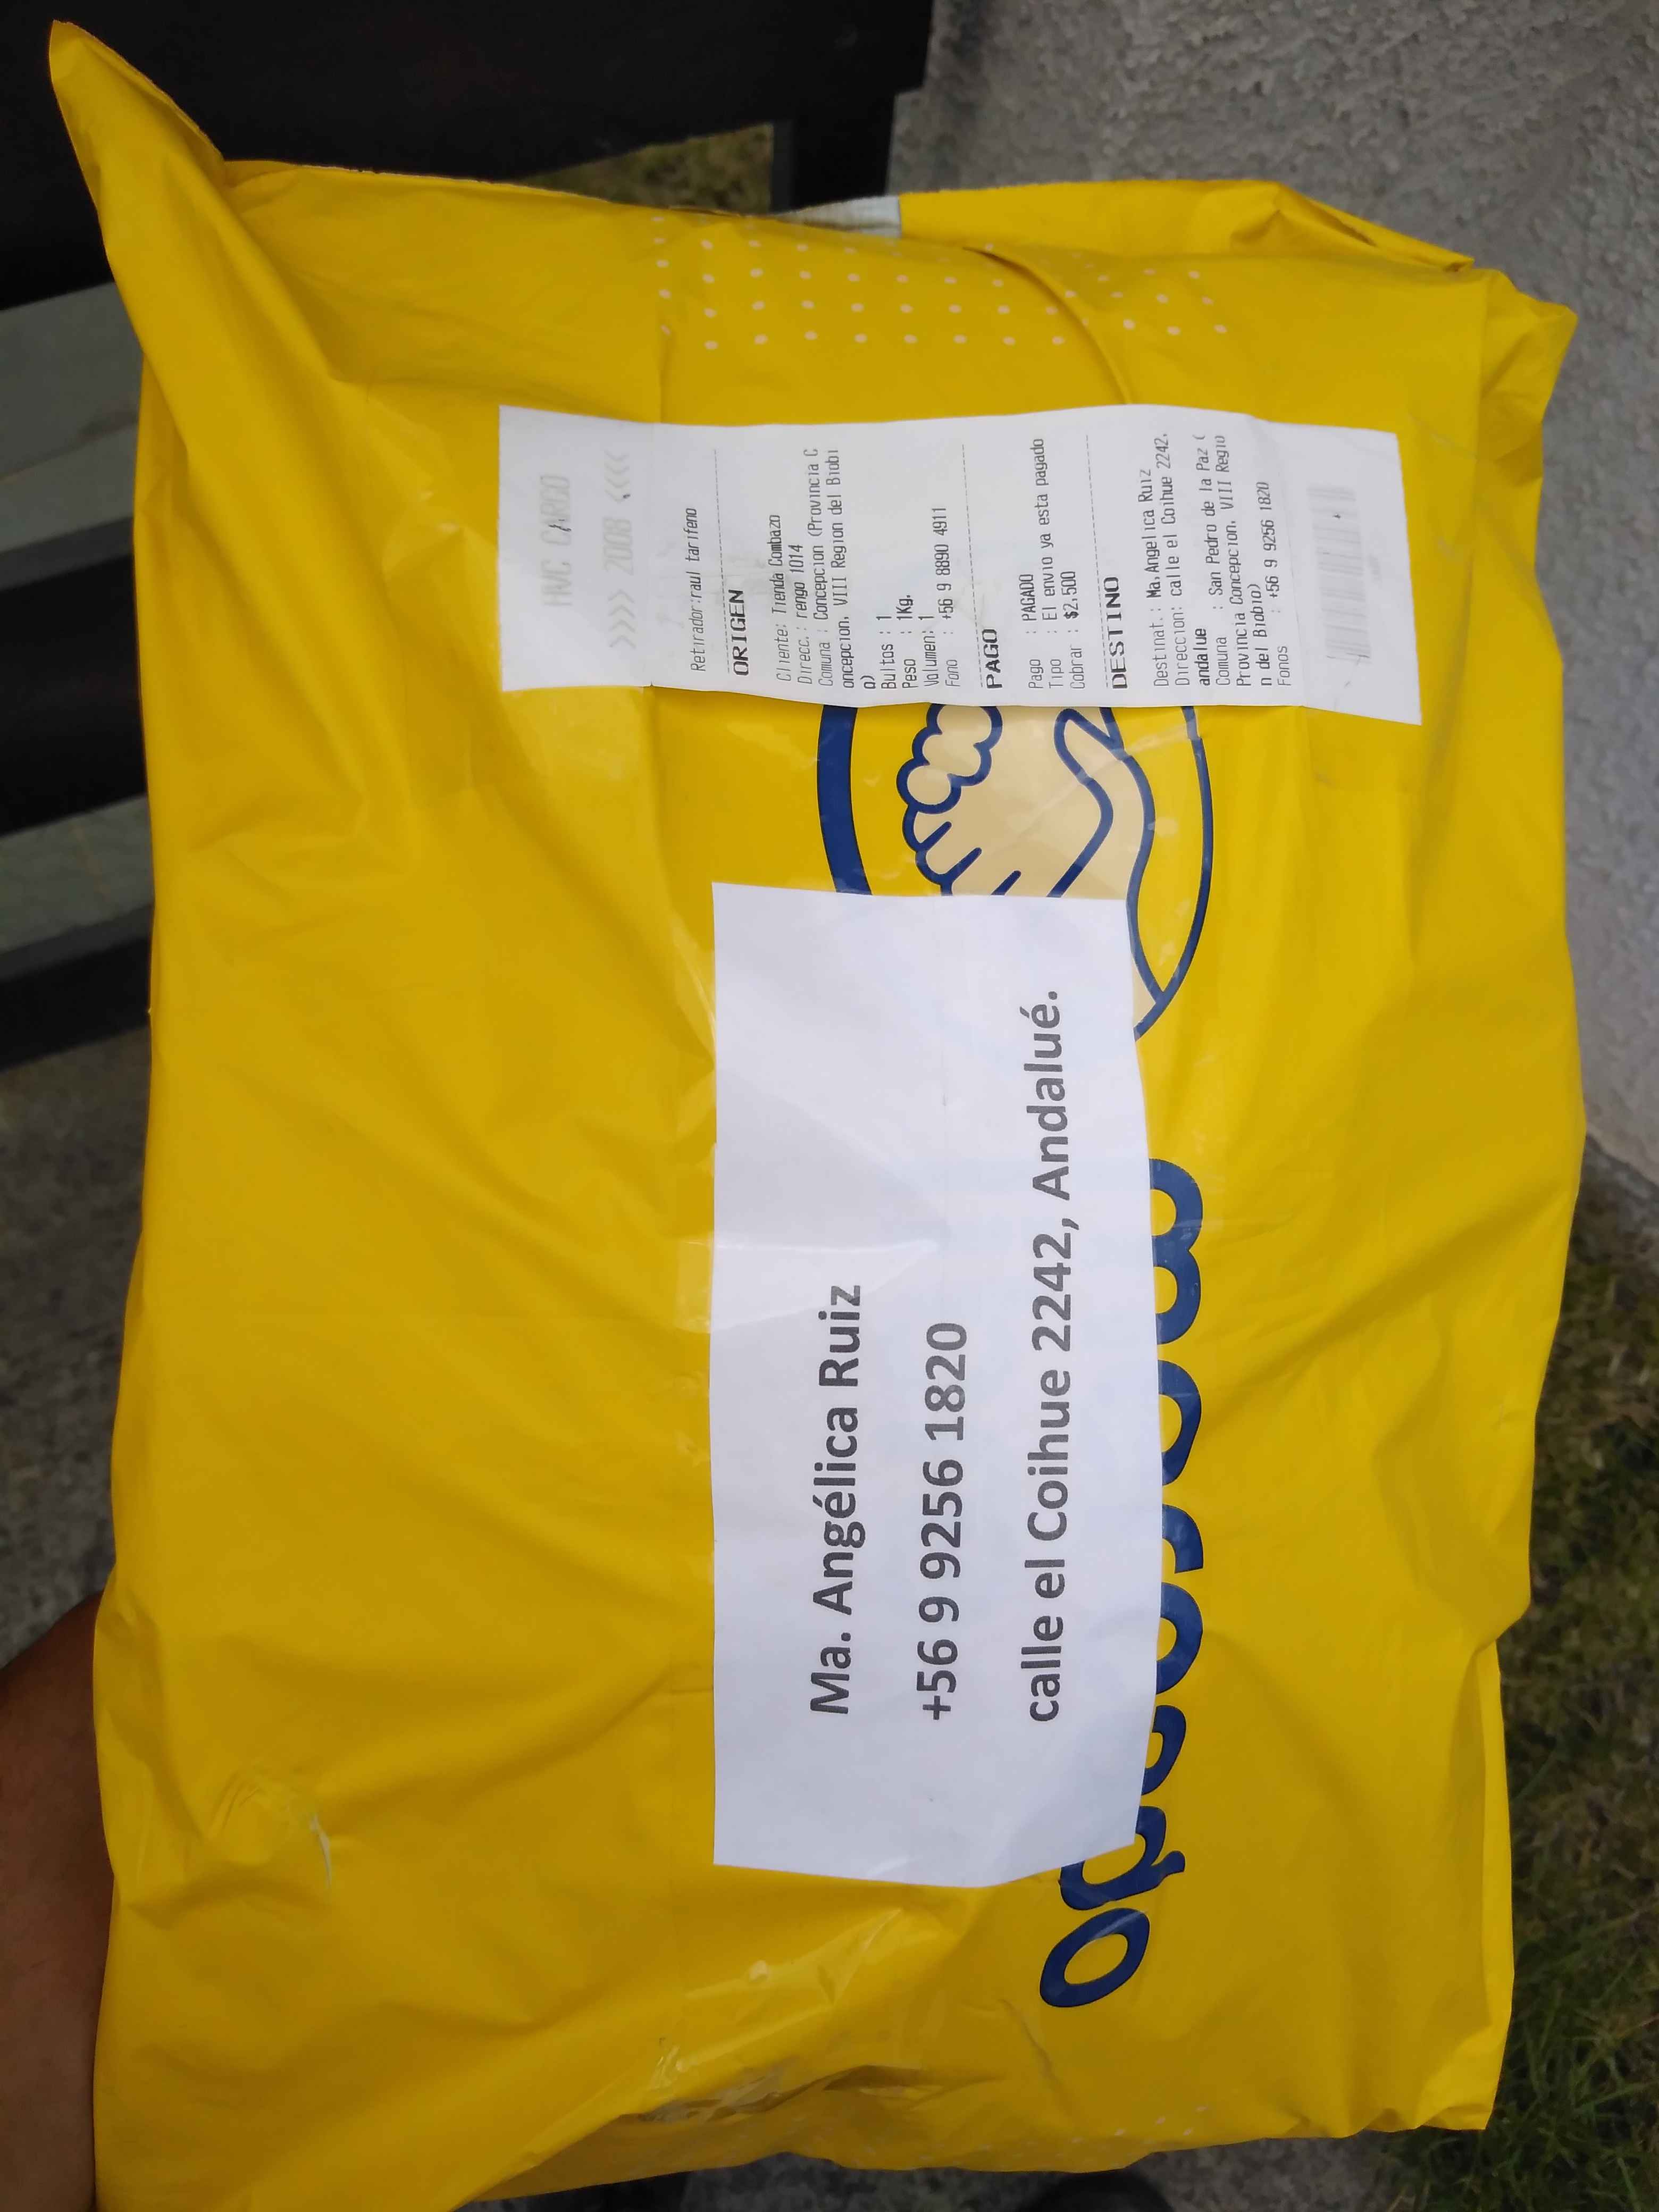 >>>> 2008 <<<<
Retirador:raul tarifeno
ORIGEN
Cliente: Tienda Combazo
Direcc.: rengo 1014
Comuna : Concepcion (Provincia C
oncepcion, VIII Region del Biobi
o)
Bultos : 1
Peso : 1Kg.
Volumen: 1
Fono : +56 9 8890 4911
PAGO
Pago : PAGADO
Tipo : El envio ya esta pagado
Cobrar : $2,500
DESTINO
Destinat.: Ma.Angelica Ruiz
Direccion: calle el Coihue 2242,
andalue
Comuna : San Pedro de la Paz (
Provincia Concepcion, VIII Regio
n del Biobio)
Fonos : +56 9 9256 1820
Ma. Angélica Ruiz
+56 9 9256 1820
calle el Coihue 2242, Andalué.